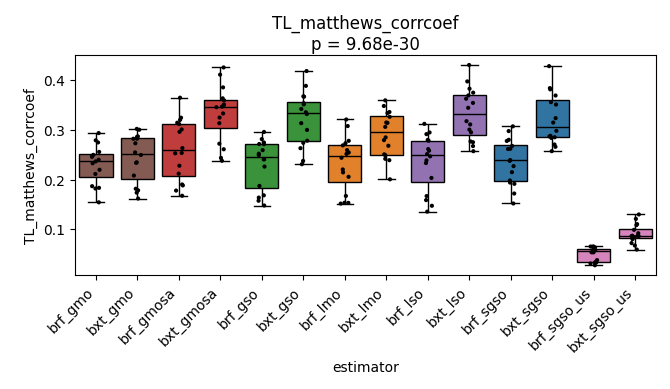 TL_matthews_corrcoef
p = 9.68e-30
TL_matthews_corrcoef
0.4
0.3
0.2
0.1
brf_gmo
bxt_gmo
brf_gmosa
bxt_gmosa
brf_gso
bxt_gso
brf_lmo
bxt_lmo
brf_lso
bxt_lso
brf_sgso
bxt_sgso
brf_sgso_us
bxt_sgso_us
estimator